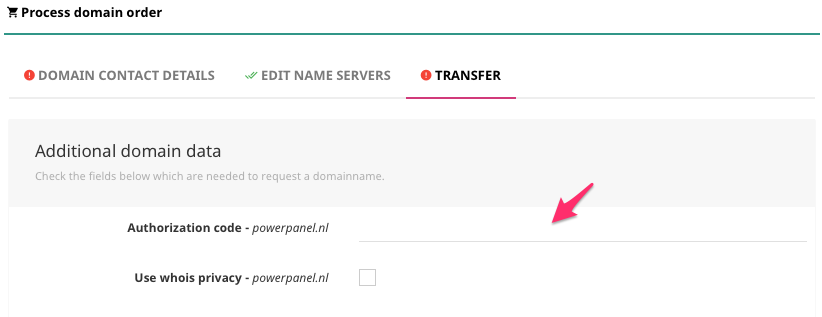 Process domain order
DOMAIN CONTACT DETAILS EDIT NAME SERVERS TRANSFER
Additional domain data
Check the fields below which are needed to request a domainname.
Authorization code - powerpanel.nl
Use whois privacy - powerpanel.nl